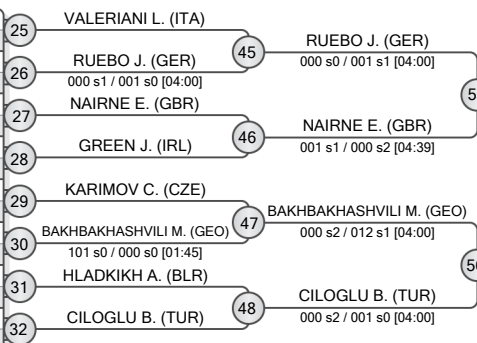 25
VALERIANI L. (ITA)
26
RUEBO J. (GER)
000 s1 / 001 s0 [04:00]
45
RUEBO J. (GER)
000 s0 / 001 s1 [04:00]
27
NAIRNE E. (GBR)
28
GREEN J. (IRL)
46
NAIRNE E. (GBR)
001 s1 / 000 s2 [04:39]
29
KARIMOV C. (CZE)
30
BAKHBAKHASHVILI M. (GEO)
101 s0 / 000 s0 [01:45]
47
BAKHBAKHASHVILI M. (GEO)
000 s2 / 012 s1 [04:00]
31
HLADKIKH A. (BLR)
32
CILOGLU B. (TUR)
48
CILOGLU B. (TUR)
000 s2 / 001 s0 [04:00]